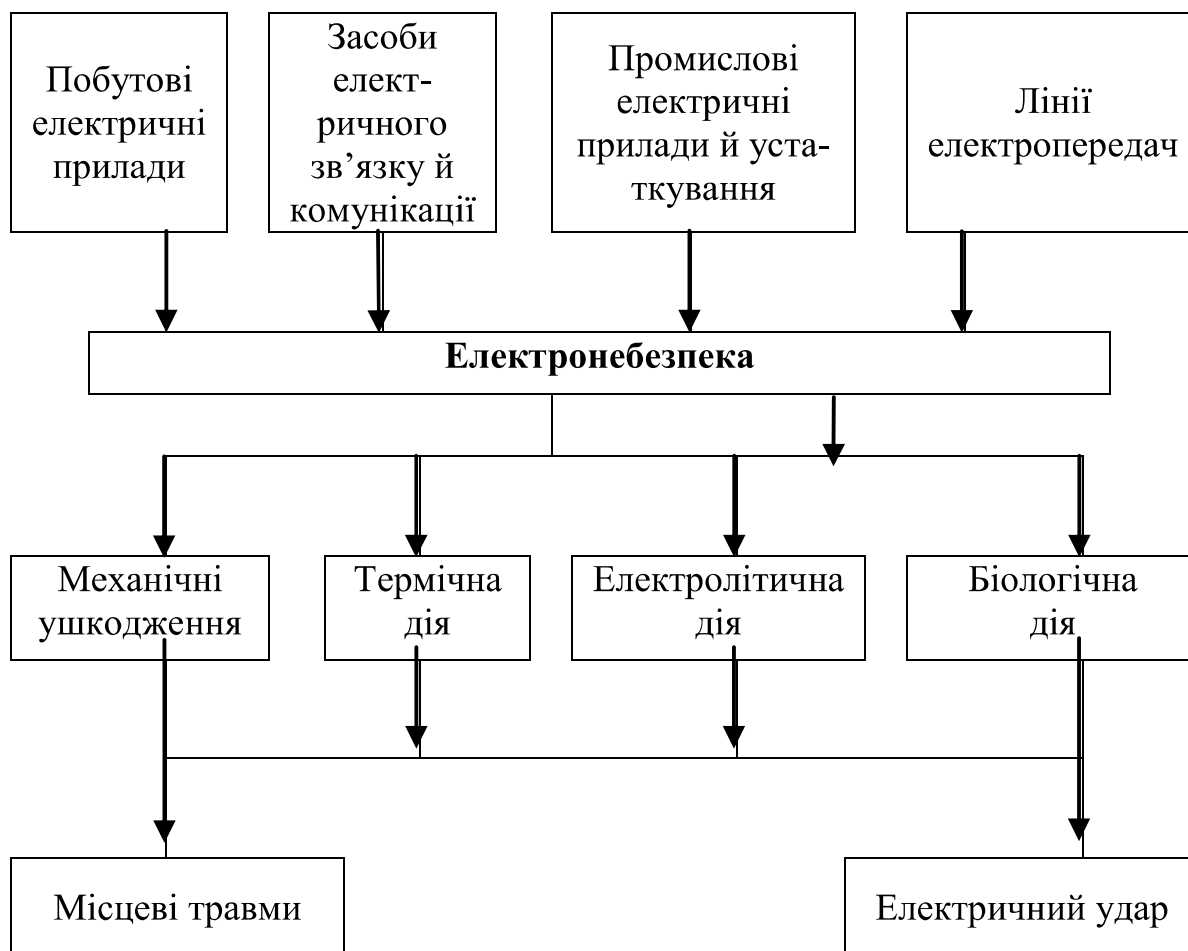 Побутові
електричні
прилади
Засоби
елект-
ричного
зв’язку й
комунікації
Промислові
електричні
прилади й уста-
ткування
Лінії
електропередач
Електронебезпека
Механічні
ушкодження
Термічна
дія
Електролітична
дія
Біологічна
дія
Місцеві травми
Електричний удар